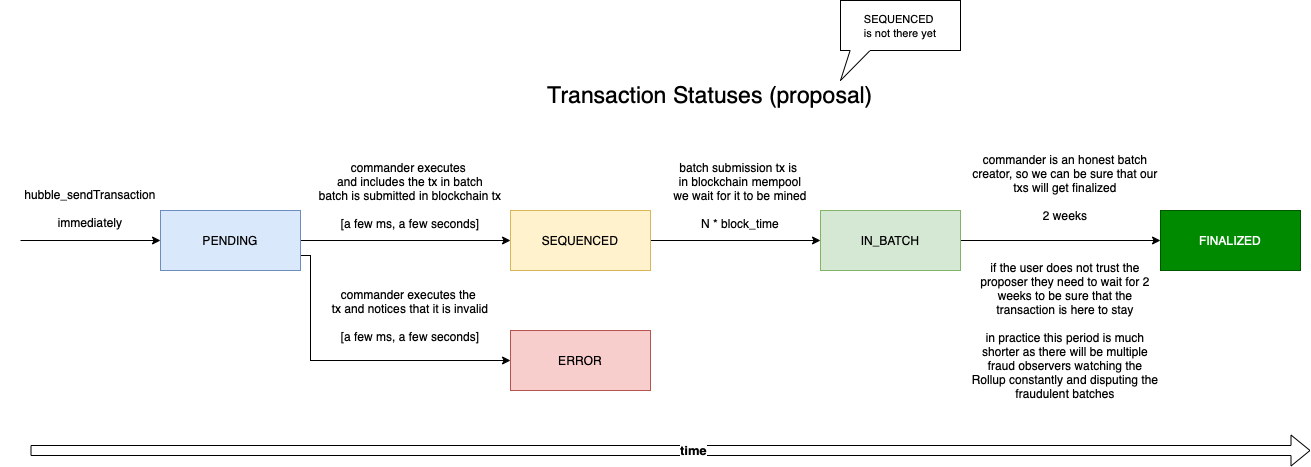 SEQUENCED
is not there yet
Transaction Statuses (proposal)
hubble_sendTransaction
immediately
PENDING
commander executes
and includes the tx in batch
batch is submitted in blockchain tx
[a few ms, a few seconds]
SEQUENCED
batch submission tx is
in blockchain mempool
we wait for it to be mined
N * block_time
IN_BATCH
commander is an honest batch
creator, so we can be sure that our
txs will get finalized
2 weeks
FINALIZED
if the user does not trust the
proposer they need to wait for 2
weeks to be sure that the
transaction is here to stay
in practice this period is much
shorter as there will be multiple
fraud observers watching the
Rollup constantly and disputing the
fraudulent batches
commander executes the
tx and notices that it is invalid
[a few ms, a few seconds]
ERROR
time